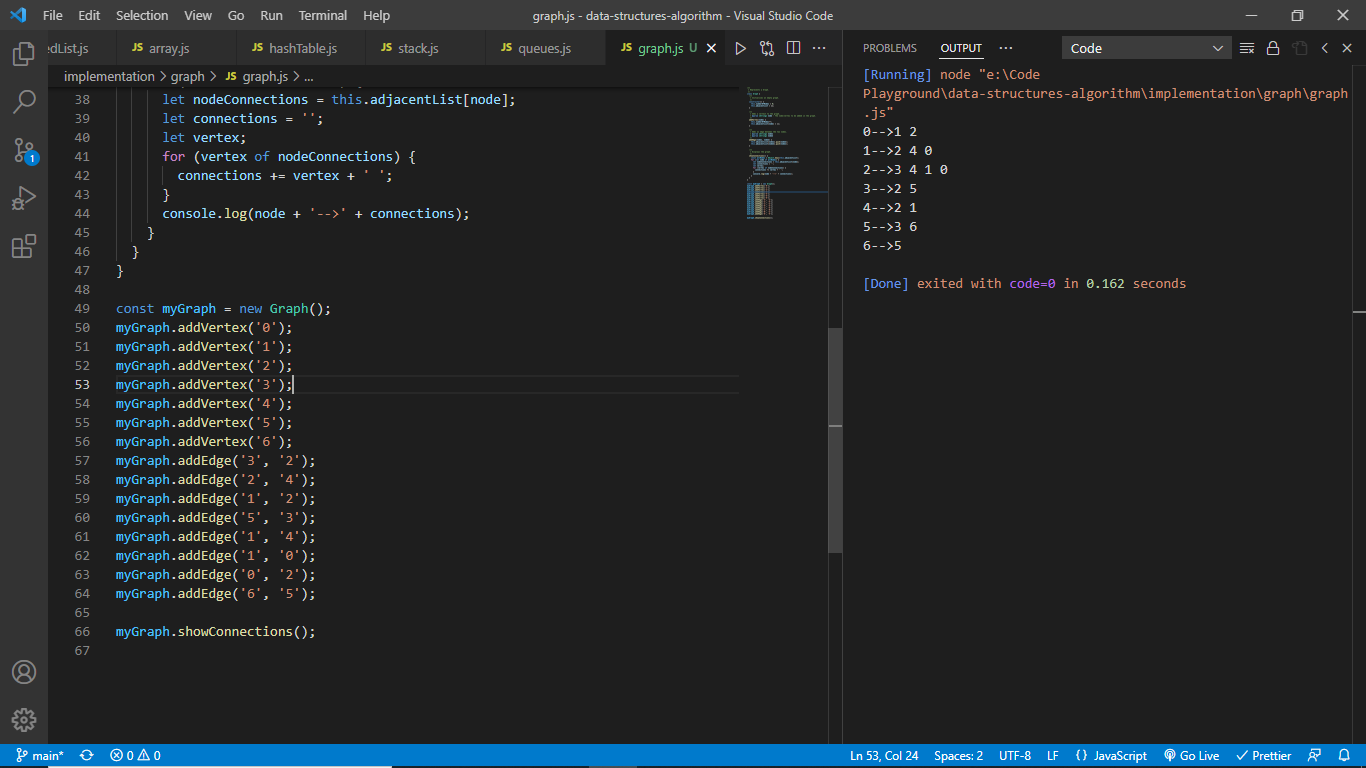 File Edit Selection View Go Run Terminal Help graph.js - data-structures-algorithm - Visual Studio Code
edList.js JS array.js JS hashTable.js JS stack.js JS queues.js JS graph.js U
implementation > graph > JS graph.js > ...
38 let nodeConnections = this.adjacentList[node];
39 let connections = '';
40 let vertex;
41 for (vertex of nodeConnections) {
42 connections += vertex + ' ';
43 }
44 console.log(node + '-->' + connections);
45 }
46 }
47 }
48
49 const myGraph = new Graph();
50 myGraph.addVertex('0');
51 myGraph.addVertex('1');
52 myGraph.addVertex('2');
53 myGraph.addVertex('3');
54 myGraph.addVertex('4');
55 myGraph.addVertex('5');
56 myGraph.addVertex('6');
57 myGraph.addEdge('3', '2');
58 myGraph.addEdge('2', '4');
59 myGraph.addEdge('1', '2');
60 myGraph.addEdge('5', '3');
61 myGraph.addEdge('1', '4');
62 myGraph.addEdge('1', '0');
63 myGraph.addEdge('0', '2');
64 myGraph.addEdge('6', '5');
65
66 myGraph.showConnections();
67
PROBLEMS OUTPUT ... Code
[Running] node "e:\Code
Playground\data-structures-algorithm\implementation\graph\graph
.js"
0-->1 2
1-->2 4 0
2-->3 4 1 0
3-->2 5
4-->2 1
5-->3 6
6-->5
[Done] exited with code=0 in 0.162 seconds
1
main* 0 0 Ln 53, Col 24 Spaces: 2 UTF-8 LF {} JavaScript Go Live Prettier